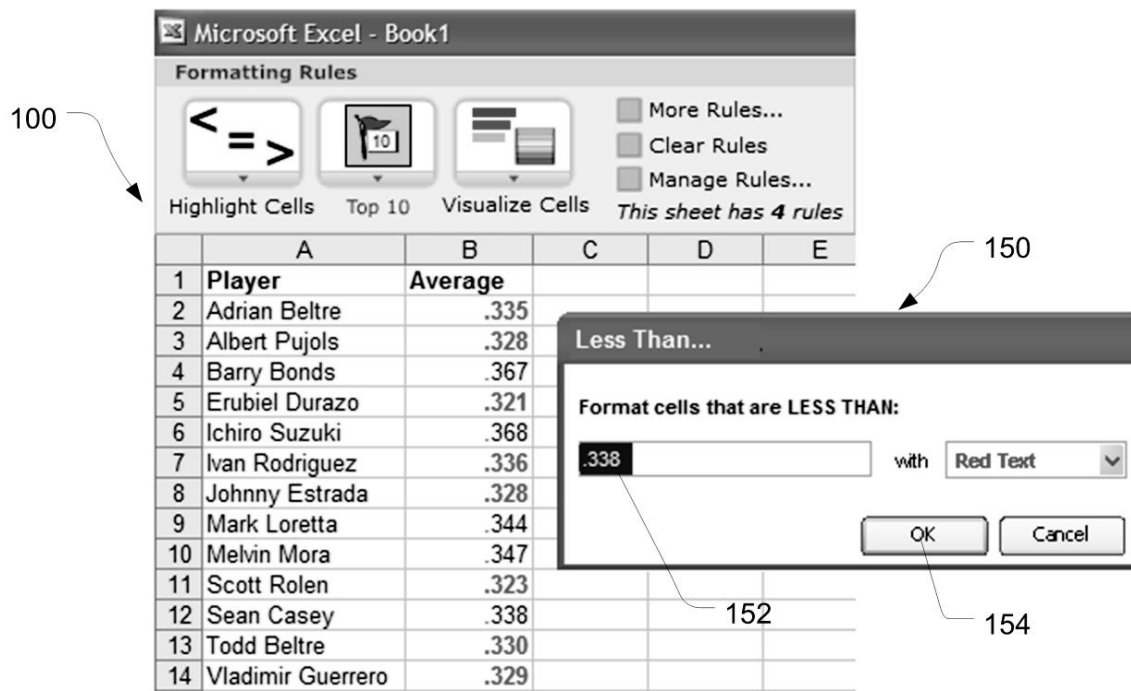 Microsoft Excel - Book1
Formatting Rules
100
< = >
10
More Rules...
Clear Rules
Manage Rules...
Highlight Cells Top 10 Visualize Cells This sheet has 4 rules
A B C D E
150
1 Player Average
2 Adrian Beltre .335
3 Albert Pujols .328
4 Barry Bonds .367
5 Erubiel Durazo .321
6 Ichiro Suzuki .368
7 Ivan Rodriguez .336
8 Johnny Estrada .328
9 Mark Loretta .344
10 Melvin Mora .347
11 Scott Rolen .323
12 Sean Casey .338
13 Todd Beltre .330
14 Vladimir Guerrero .329
Less Than...
Format cells that are LESS THAN:
.338 with Red Text
OK Cancel
152
154